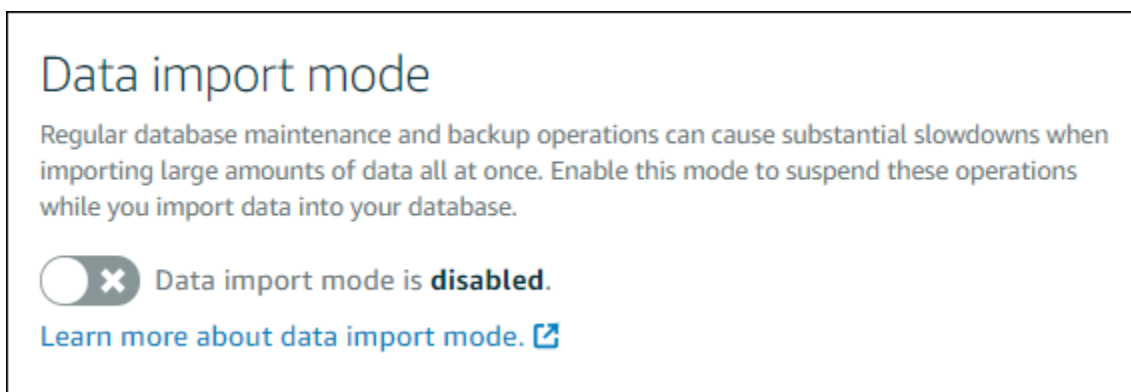 Data import mode
Regular database maintenance and backup operations can cause substantial slowdowns when
importing large amounts of data all at once. Enable this mode to suspend these operations
while you import data into your database.
Data import mode is disabled.
Learn more about data import mode.